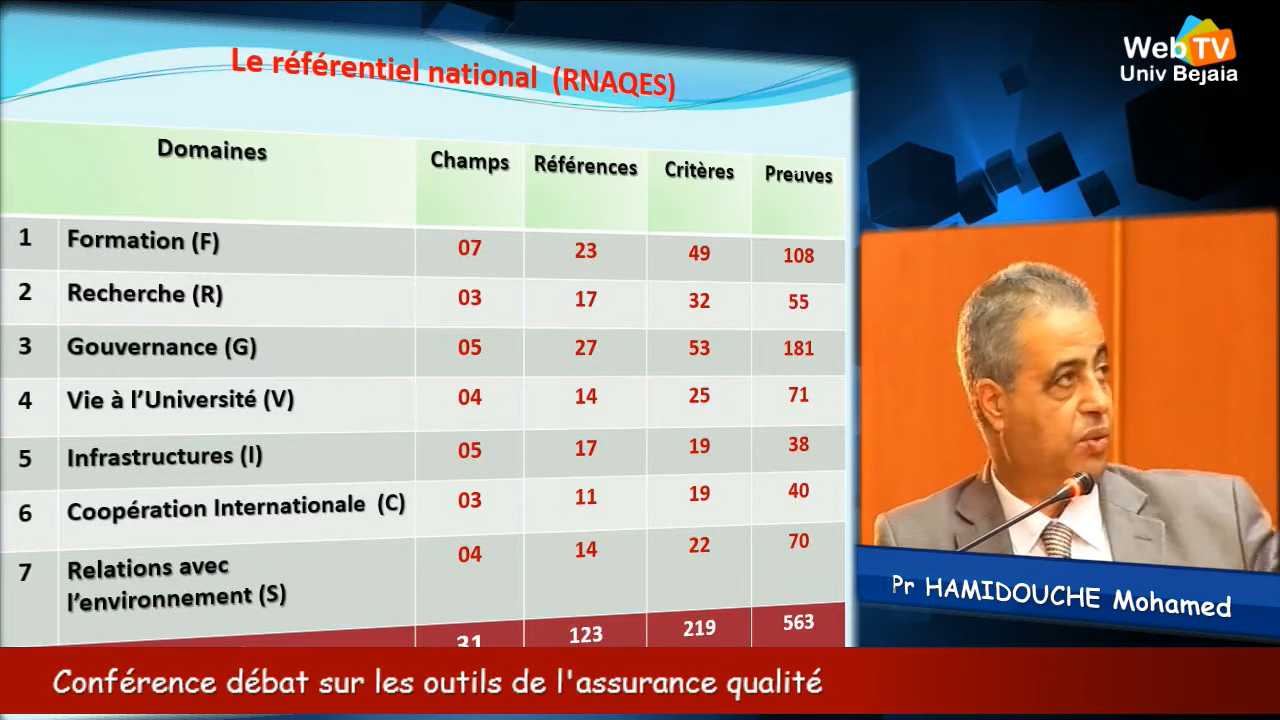 Web TV
Univ Bejaia
Le référentiel national (RNAQES)
Domaines Champs Références Critères Preuves
1 Formation (F) 07 23 49 108
2 Recherche (R) 03 17 32 55
3 Gouvernance (G) 05 27 53 181
4 Vie à l’Université (V) 04 14 25 71
5 Infrastructures (I) 05 17 19 38
6 Coopération Internationale (C) 03 11 19 40
7 Relations avec
l’environnement (S) 04 14 22 70
31 123 219 563
Pr HAMIDOUCHE Mohamed
Conférence débat sur les outils de l'assurance qualité